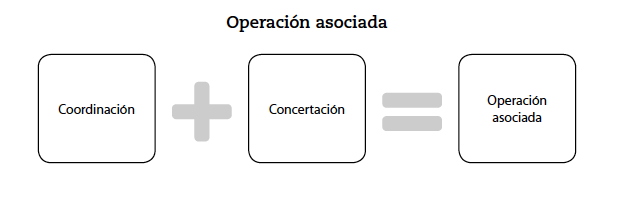 Operación asociada
Coordinación
Concertación
Operación
asociada